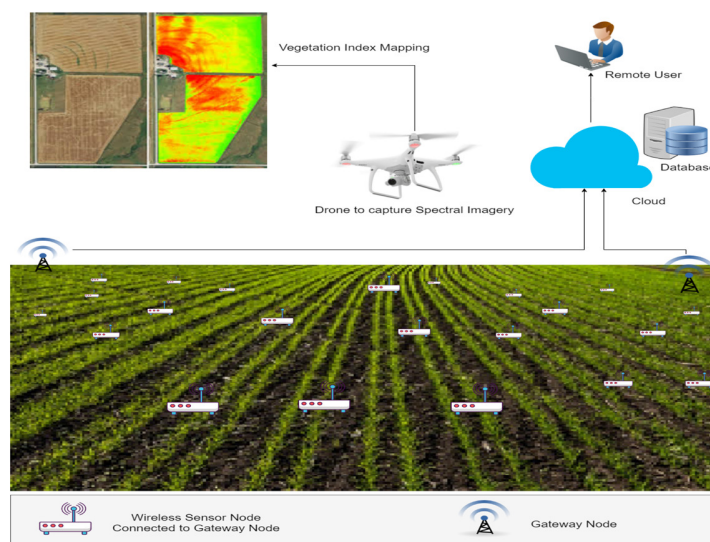 Vegetation Index Mapping
Remote User
Database
Drone to capture Spectral Imagery
Cloud
Wireless Sensor Node
Connected to Gateway Node
Gateway Node